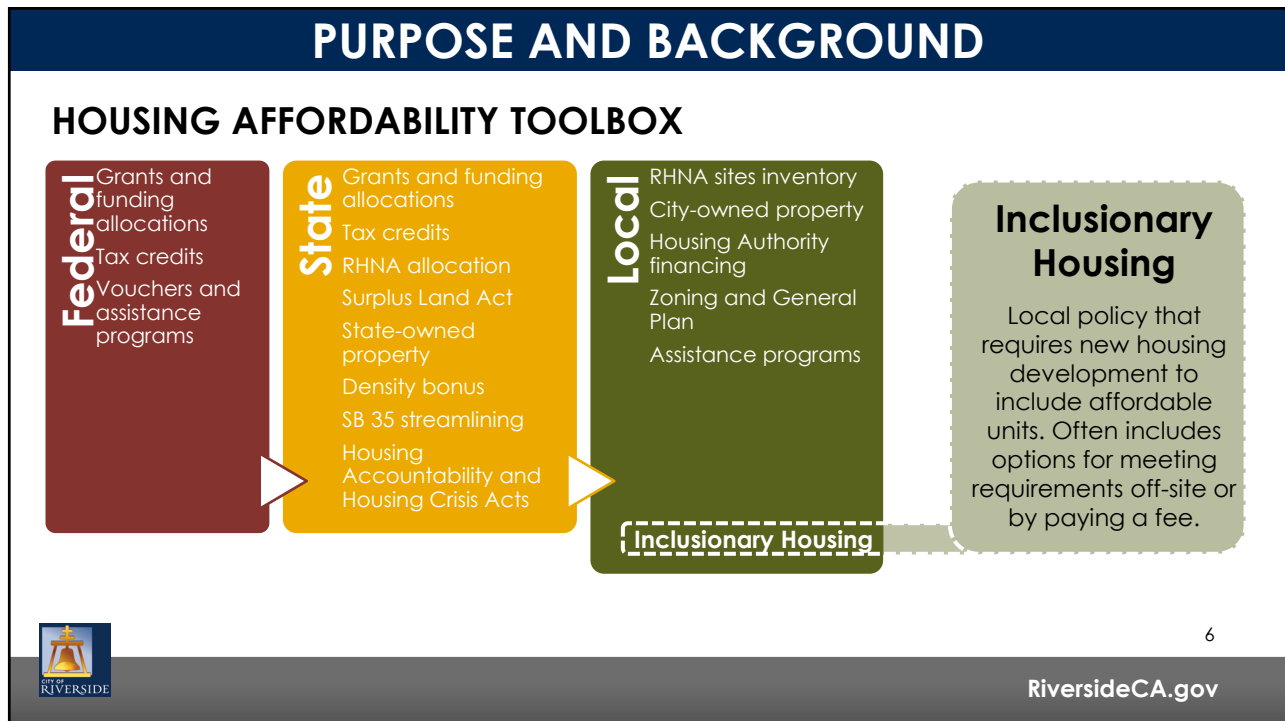 PURPOSE AND BACKGROUND
HOUSING AFFORDABILITY TOOLBOX
Federal
Grants and
funding
allocations
Tax credits
Vouchers and
assistance
programs
State
Grants and funding
allocations
Tax credits
RHNA allocation
Surplus Land Act
State-owned
property
Density bonus
SB 35 streamlining
Housing
Accountability and
Housing Crisis Acts
Local
RHNA sites inventory
City-owned property
Housing Authority
financing
Zoning and General
Plan
Assistance programs
Inclusionary Housing
Inclusionary
Housing
Local policy that
requires new housing
development to
include affordable
units. Often includes
options for meeting
requirements off-site or
by paying a fee.
6
CITY OF
RIVERSIDE
RiversideCA.gov